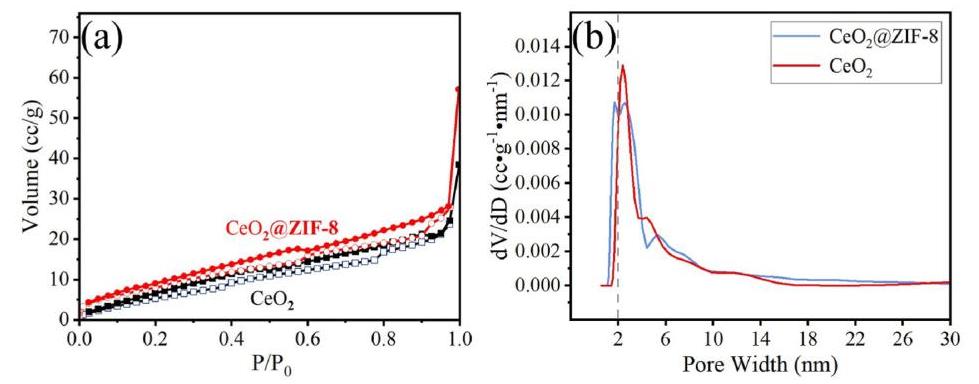 (a)
Volume (cc/g)
70
60
50
40
30
20
10
0
CeO₂@ZIF-8
CeO₂
0.0 0.2 0.4 0.6 0.8 1.0
P/P₀
(b)
CeO₂@ZIF-8
CeO₂
dV/dD (cc•g⁻¹•nm⁻¹)
0.014
0.012
0.010
0.008
0.006
0.004
0.002
0.000
2 6 10 14 18 22 26 30
Pore Width (nm)